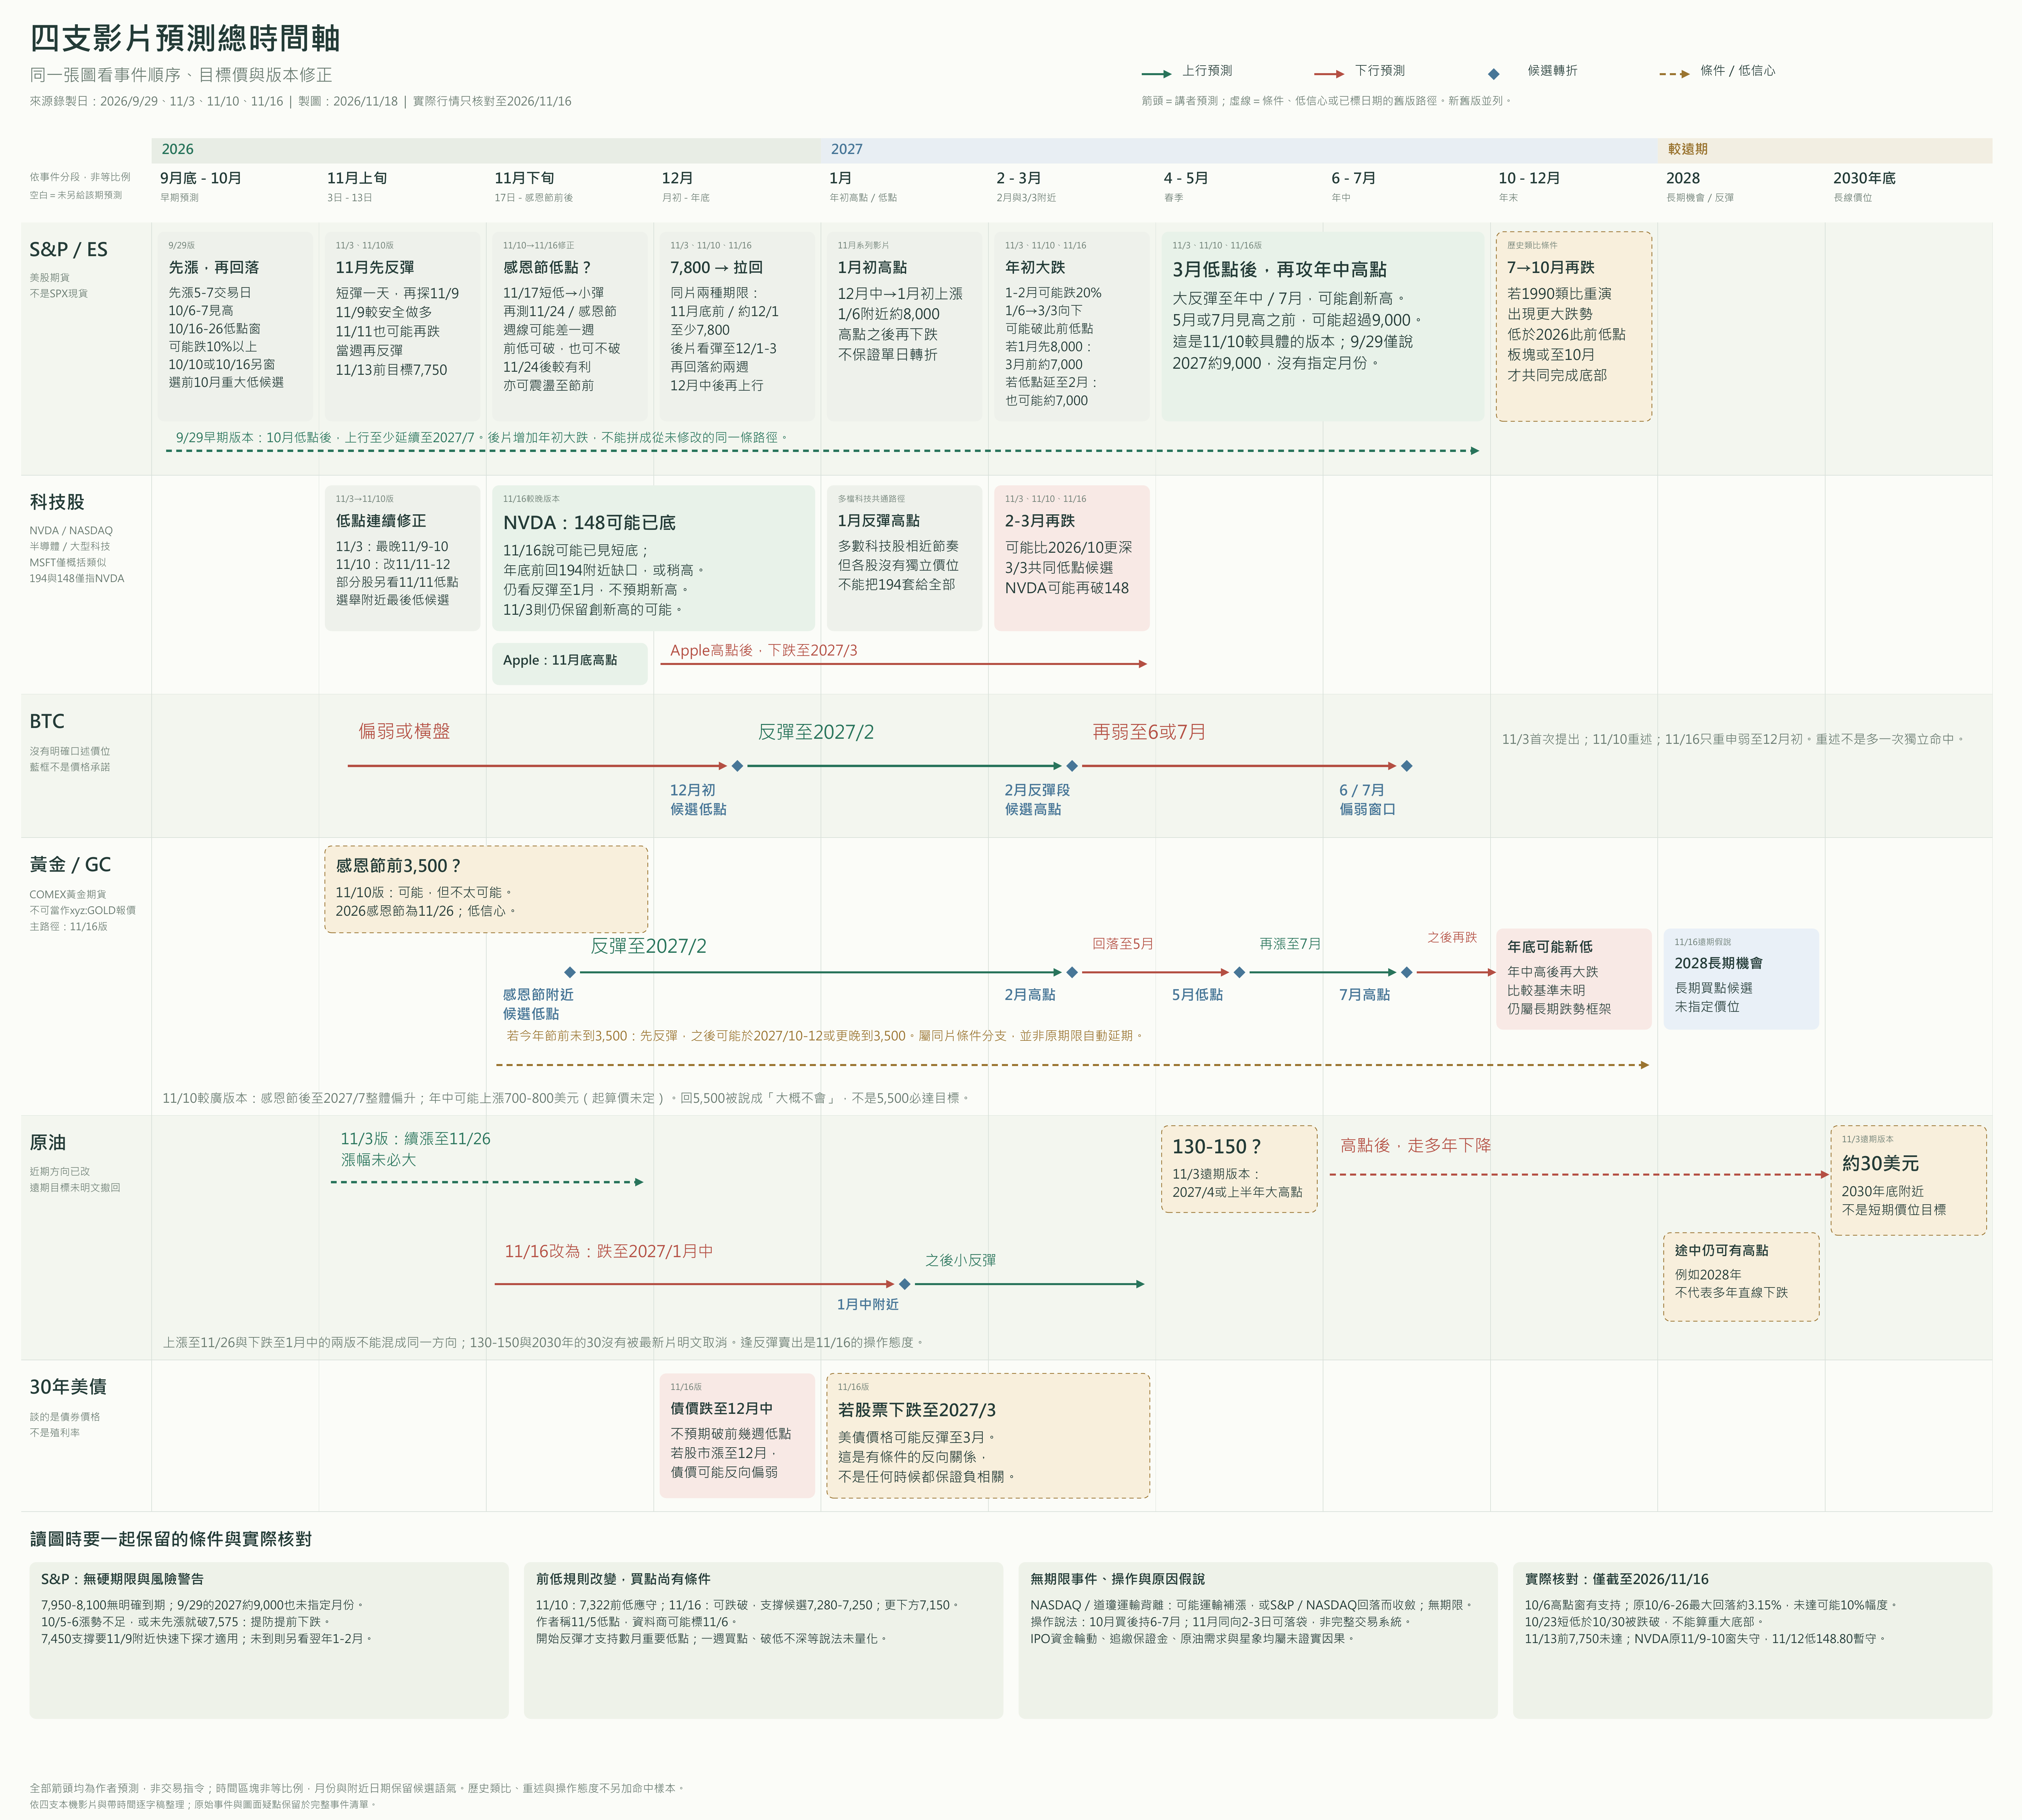 四支影片預測總時間軸
同一張圖看事件順序、目標價與版本修正
來源錄製日：2026/9/29、11/3、11/10、11/16 | 製圖：2026/11/18 | 實際行情只核對至2026/11/16
上行預測
下行預測
候選轉折
條件 / 低信心
箭頭＝講者預測；虛線＝條件、低信心或已標日期的舊版路徑。新舊版並列。
2026
2027
較遠期
依事件分段，非等比例
空白＝未另給該期預測
9月底 - 10月
早期預測
11月上旬
3日 - 13日
11月下旬
17日 - 感恩節前後
12月
月初 - 年底
1月
年初高點 / 低點
2 - 3月
2月與3/3附近
4 - 5月
春季
6 - 7月
年中
10 - 12月
年末
2028
長期機會 / 反彈
2030年底
長線價位
S&P / ES
美股期貨
不是SPX現貨
9/29版
先漲，再回落
先漲5-7交易日
10/6-7見高
10/16-26低點窗
可能跌10%以上
10/10或10/16另窗
選前10月重大低候選
11/3、11/10版
11月先反彈
短彈一天，再探11/9
11/9較安全做多
11/11也可能再跌
當週再反彈
11/13前目標7,750
11/10→11/16修正
感恩節低點？
11/17短低→小彈
再測11/24 / 感恩節
週線可能差一週
前低可破，也可不破
11/24後較有利
亦可震盪至節前
11/3、11/10、11/16
7,800 → 拉回
同片兩種期限：
11月底前 / 約12/1
至少7,800
後片看彈至12/1-3
再回落約兩週
12月中後再上行
11月系列影片
1月初高點
12月中→1月初上漲
1/6附近約8,000
高點之後再下跌
不保證單日轉折
11/3、11/10、11/16
年初大跌
1-2月可能跌20%
1/6→3/3向下
可能破此前低點
若1月先8,000：
3月前約7,000
若低點延至2月：
也可能約7,000
11/3、11/10、11/16版
3月低點後，再攻年中高點
大反彈至年中 / 7月，可能創新高。
5月或7月見高之前，可能超過9,000。
這是11/10較具體的版本；9/29僅說
2027約9,000，沒有指定月份。
歷史類比條件
7→10月再跌
若1990類比重演
出現更大跌勢
低於2026此前低點
板塊或至10月
才共同完成底部
9/29早期版本：10月低點後，上行至少延續至2027/7。後片增加年初大跌，不能拼成從未修改的同一條路徑。
科技股
NVDA / NASDAQ
半導體 / 大型科技
MSFT僅概括類似
194與148僅指NVDA
11/3→11/10版
低點連續修正
11/3：最晚11/9-10
11/10：改11/11-12
部分股另看11/11低點
選舉附近最後低候選
11/16較晚版本
NVDA：148可能已底
11/16說可能已見短底；
年底前回194附近缺口，或稍高。
仍看反彈至1月，不預期新高。
11/3則仍保留創新高的可能。
多檔科技共通路徑
1月反彈高點
多數科技股相近節奏
但各股沒有獨立價位
不能把194套給全部
11/3、11/10、11/16
2-3月再跌
可能比2026/10更深
3/3共同低點候選
NVDA可能再破148
Apple：11月底高點
Apple高點後，下跌至2027/3
BTC
沒有明確口述價位
藍框不是價格承諾
偏弱或橫盤
12月初
候選低點
反彈至2027/2
2月反彈段
候選高點
再弱至6或7月
6 / 7月
偏弱窗口
11/3首次提出；11/10重述；11/16只重申弱至12月初。重述不是多一次獨立命中。
黃金 / GC
COMEX黃金期貨
不可當作xyz:GOLD報價
主路徑：11/16版
感恩節前3,500？
11/10版：可能，但不太可能。
2026感恩節為11/26；低信心。
反彈至2027/2
感恩節附近
候選低點
2月高點
回落至5月
5月低點
再漲至7月
7月高點
之後再跌
年底可能新低
年中高後再大跌
比較基準未明
仍屬長期跌勢框架
11/16遠期假說
2028長期機會
長期買點候選
未指定價位
若今年節前未到3,500：先反彈，之後可能於2027/10-12或更晚到3,500。屬同片條件分支，並非原期限自動延期。
11/10較廣版本：感恩節後至2027/7整體偏升；年中可能上漲700-800美元（起算價未定）。回5,500被說成「大概不會」，不是5,500必達目標。
原油
近期方向已改
遠期目標未明文撤回
11/3版：續漲至11/26
漲幅未必大
130-150？
11/3遠期版本：
2027/4或上半年大高點
高點後，走多年下降
11/3遠期版本
約30美元
2030年底附近
不是短期價位目標
11/16改為：跌至2027/1月中
1月中附近
之後小反彈
途中仍可有高點
例如2028年
不代表多年直線下跌
上漲至11/26與下跌至1月中的兩版不能混成同一方向；130-150與2030年的30沒有被最新片明文取消。逢反彈賣出是11/16的操作態度。
30年美債
談的是債券價格
不是殖利率
11/16版
債價跌至12月中
不預期破前幾週低點
若股市漲至12月，
債價可能反向偏弱
11/16版
若股票下跌至2027/3
美債價格可能反彈至3月。
這是有條件的反向關係，
不是任何時候都保證負相關。
讀圖時要一起保留的條件與實際核對
S&P：無硬期限與風險警告
7,950-8,100無明確到期；9/29的2027約9,000也未指定月份。
10/5-6漲勢不足，或未先漲就破7,575：提防提前下跌。
7,450支撐要11/9附近快速下探才適用；未到則另看翌年1-2月。
前低規則改變，買點尚有條件
11/10：7,322前低應守；11/16：可跌破，支撐候選7,280-7,250；更下方7,150。
作者稱11/5低點，資料商可能標11/6。
開始反彈才支持數月重要低點；一週買點、破低不深等說法未量化。
無期限事件、操作與原因假說
NASDAQ / 道瓊運輸背離：可能運輸補漲，或S&P / NASDAQ回落而收斂；無期限。
操作說法：10月買後持6-7月；11月同向2-3日可落袋，非完整交易系統。
IPO資金輪動、追繳保證金、原油需求與星象均屬未證實因果。
實際核對：僅截至2026/11/16
10/6高點窗有支持；原10/6-26最大回落約3.15%，未達可能10%幅度。
10/23短低於10/30被跌破，不能算重大底部。
11/13前7,750未達；NVDA原11/9-10窗失守，11/12低148.80暫守。
全部箭頭均為作者預測，非交易指令；時間區塊非等比例，月份與附近日期保留候選語氣。歷史類比、重述與操作態度不另加命中樣本。
依四支本機影片與帶時間逐字稿整理；原始事件與圖面疑點保留於完整事件清單。